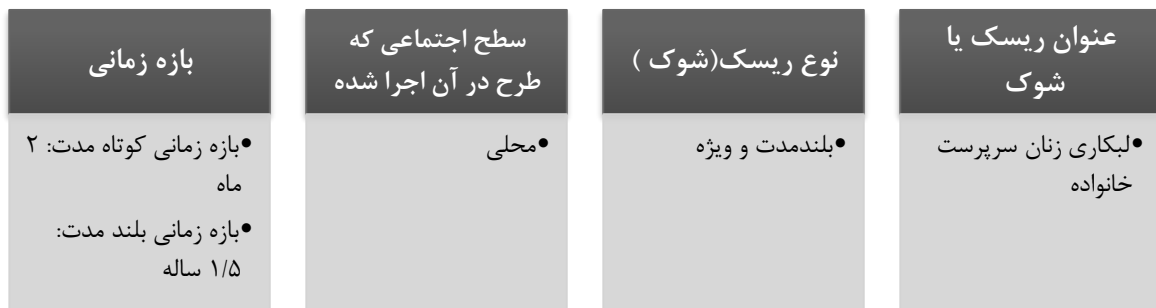 عنوان ریسک یا
شوک
•لبکاری زنان سرپرست
خانواده
نوع ریسک(شوک )
•بلندمدت و ویژه
سطح اجتماعی که
طرح در آن اجرا شده
•محلی
بازه زمانی
•بازه زمانی کوتاه مدت: ۲
ماه
•بازه زمانی بلند مدت:
۱/۵ ساله